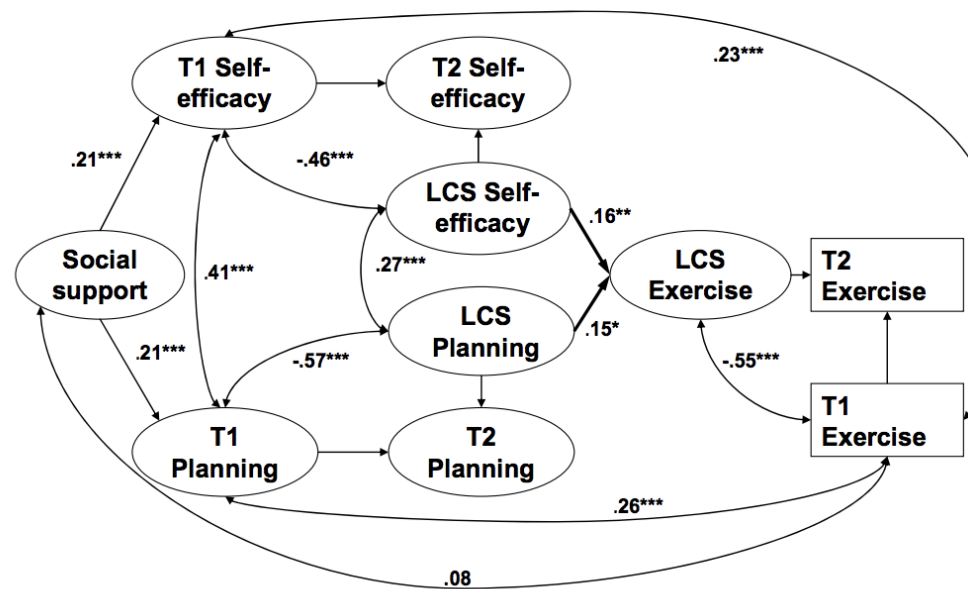 T1 Self-
efficacy
T2 Self-
efficacy
.23***
.21***
-.46***
LCS Self-
efficacy
.16**
Social
support
.41***
.27***
LCS
Exercise
T2
Exercise
LCS
Planning
.15*
.21***
-.57***
-.55***
T1
Exercise
T1
Planning
T2
Planning
.26***
.08